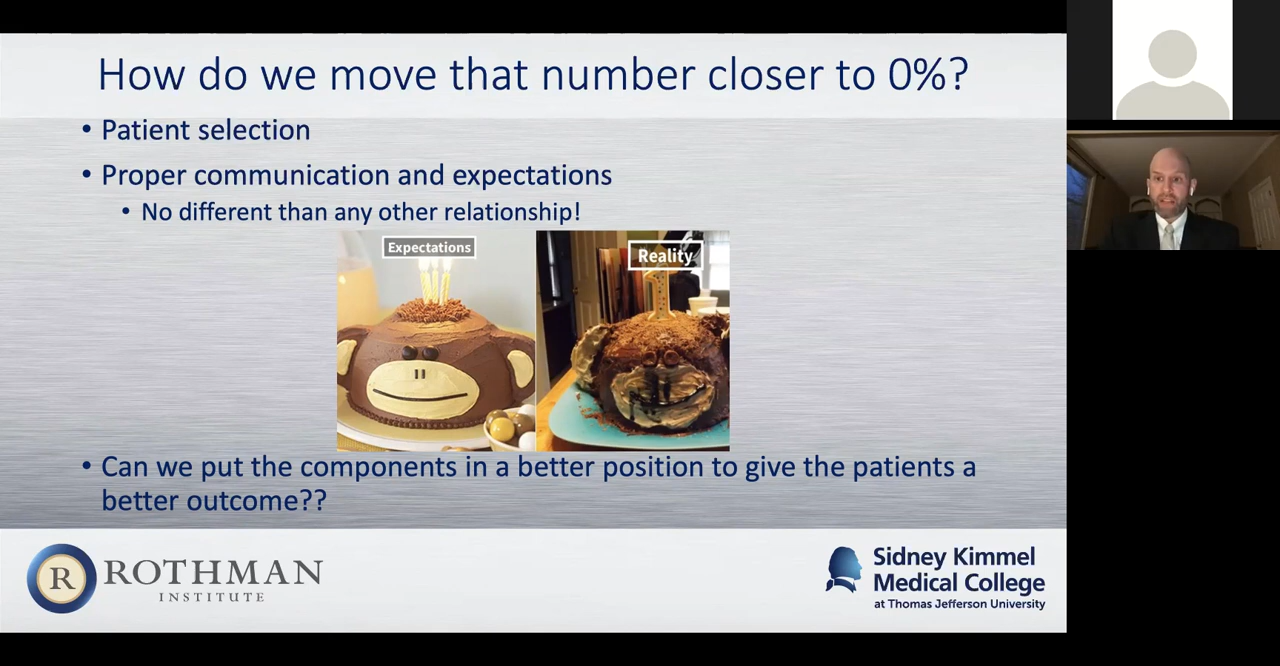 How do we move that number closer to 0%?
• Patient selection
• Proper communication and expectations
• No different than any other relationship!
Expectations
Reality
• Can we put the components in a better position to give the patients a
better outcome??
R ROTHMAN
INSTITUTE
Sidney Kimmel
Medical College
at Thomas Jefferson University